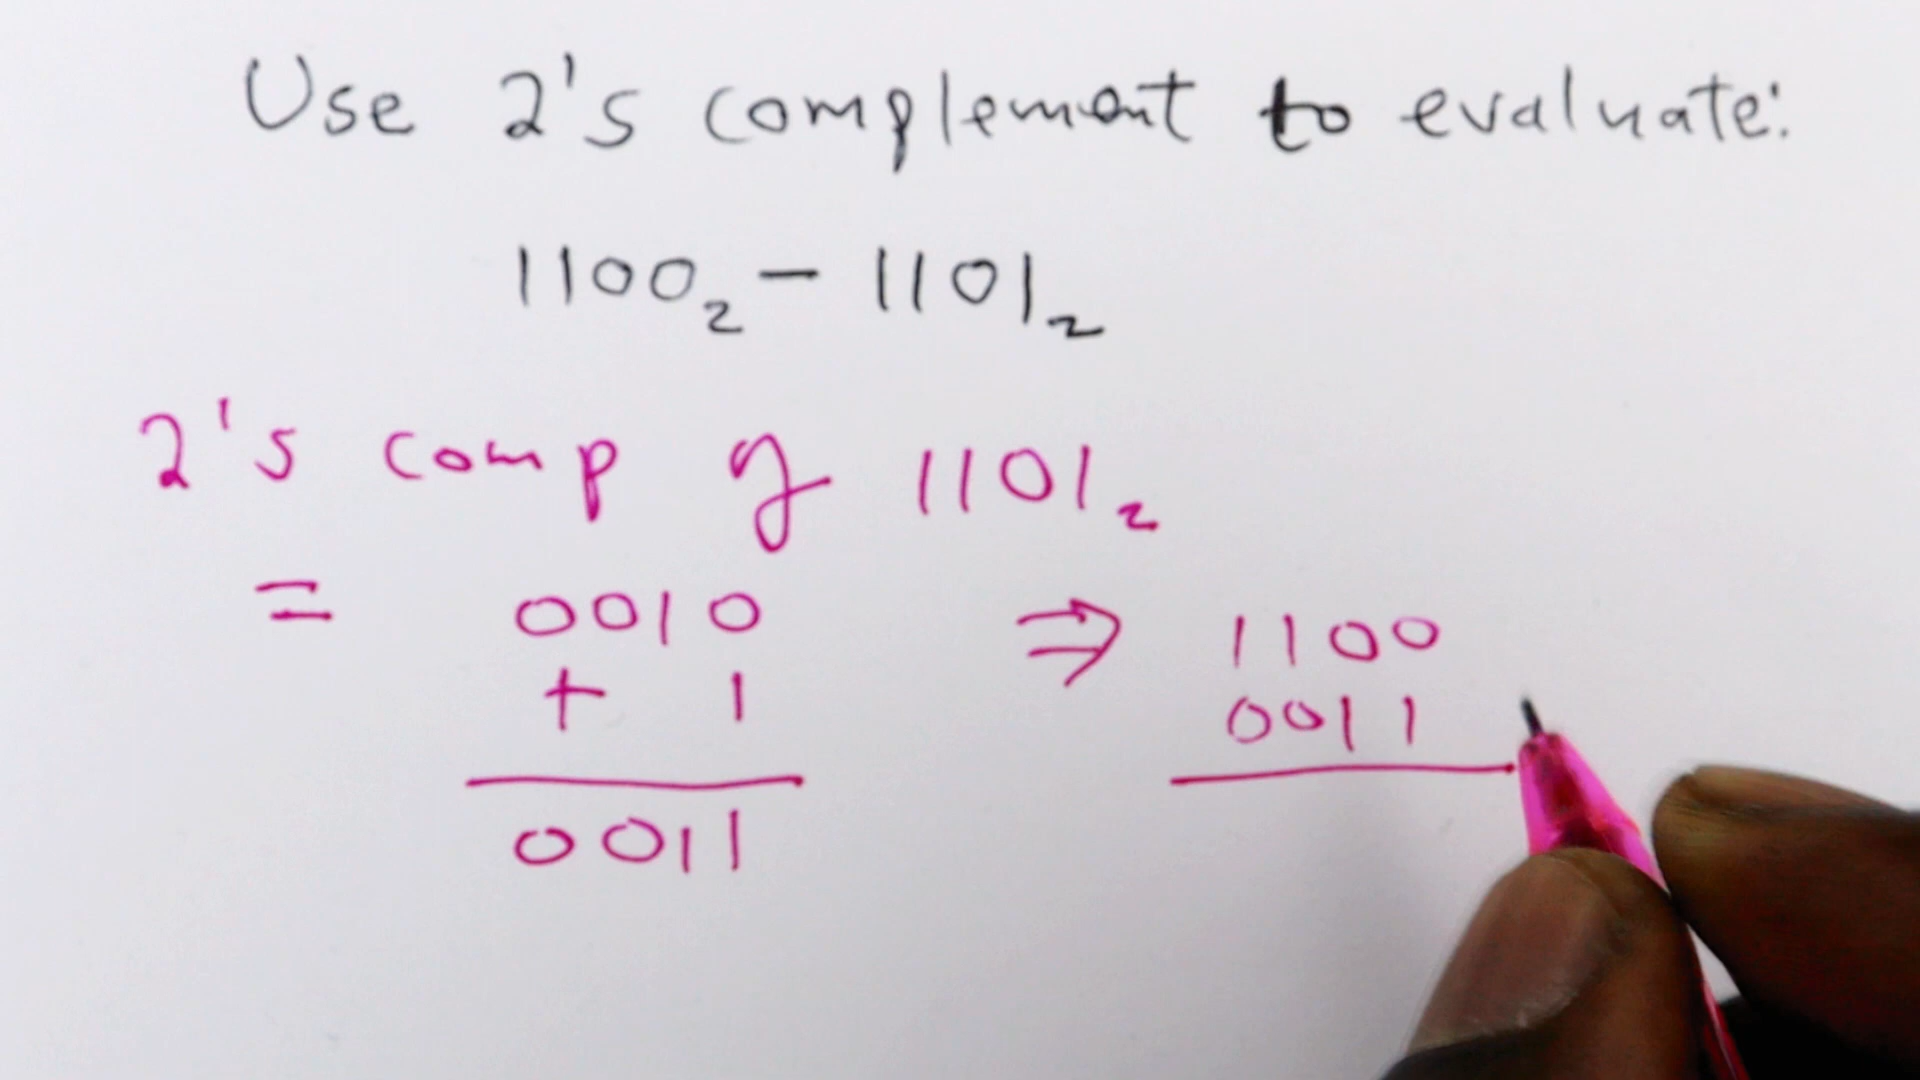 Use 2's complement to evaluate:
1100₂ - 1101₂
2's comp of 1101₂
= 0010 ⇒ 1100
+ 1 0011
0011